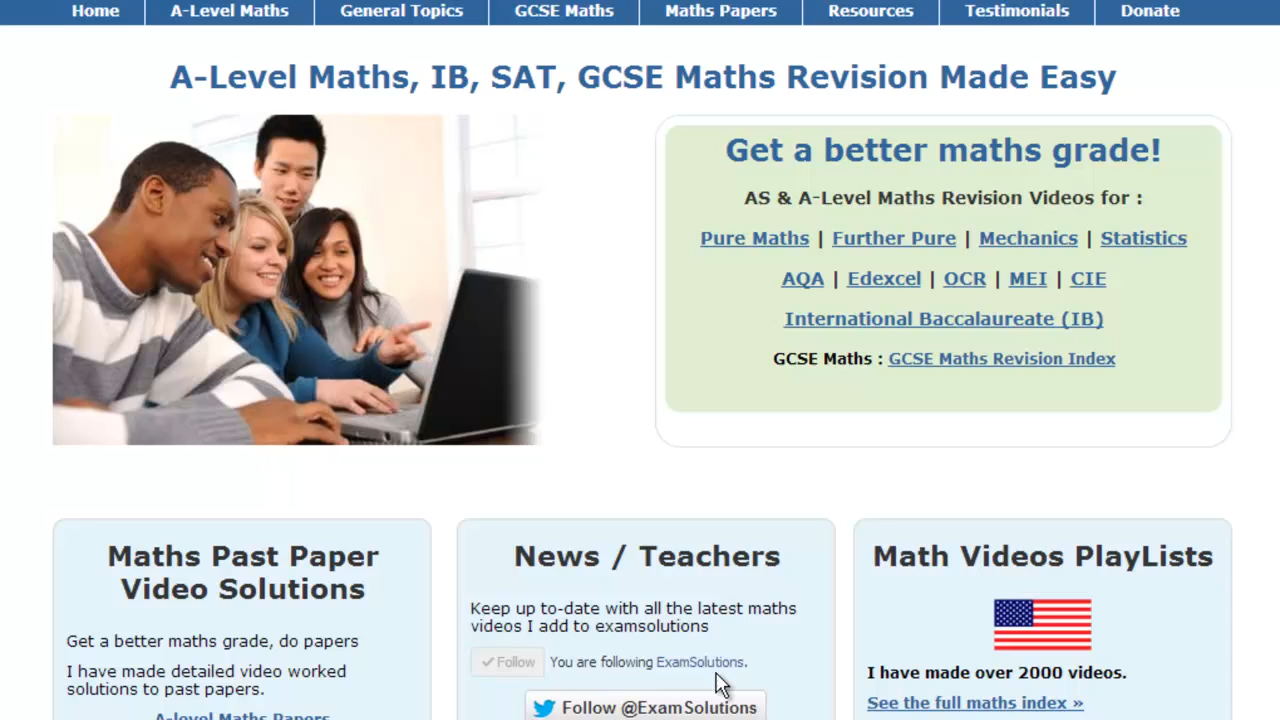 Home A-Level Maths General Topics GCSE Maths Maths Papers Resources Testimonials Donate
A-Level Maths, IB, SAT, GCSE Maths Revision Made Easy
Get a better maths grade!
AS & A-Level Maths Revision Videos for :
Pure Maths | Further Pure | Mechanics | Statistics
AQA | Edexcel | OCR | MEI | CIE
International Baccalaureate (IB)
GCSE Maths : GCSE Maths Revision Index
Maths Past Paper
Video Solutions
Get a better maths grade, do papers
I have made detailed video worked
solutions to past papers.
A-level Maths Papers
News / Teachers
Keep up to-date with all the latest maths
videos I add to examsolutions
Follow You are following ExamSolutions.
Follow @ExamSolutions
Math Videos PlayLists
I have made over 2000 videos.
See the full maths index »